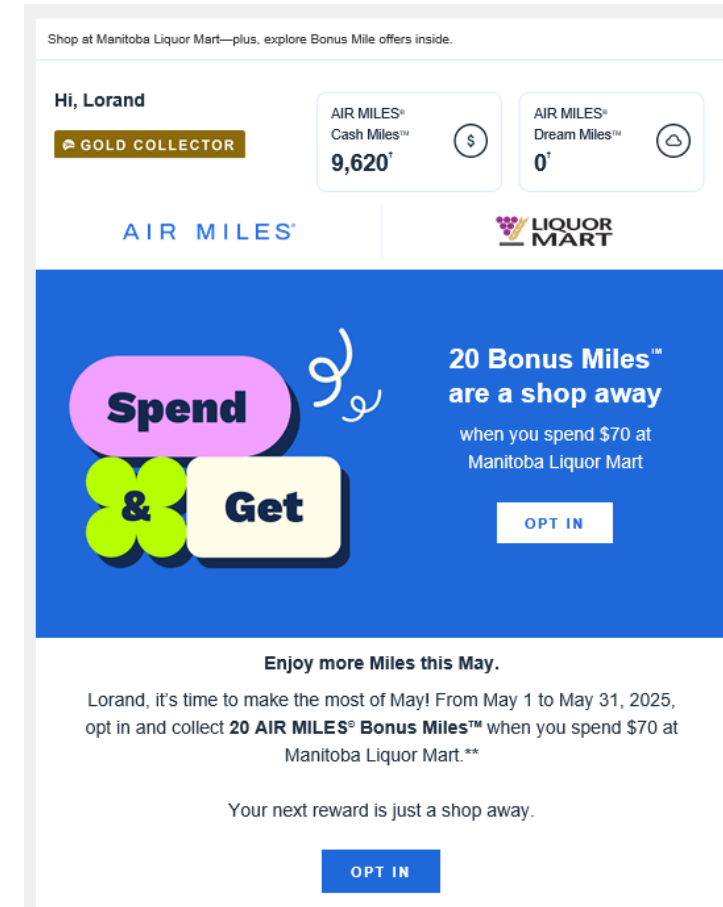 Shop at Manitoba Liquor Mart—plus, explore Bonus Mile offers inside.
Hi, Lorand
GOLD COLLECTOR
AIR MILES®
Cash Miles™
9,620†
$
AIR MILES®
Dream Miles™
0†
AIR MILES®
LIQUOR
MART
Spend
&
Get
20 Bonus Miles™
are a shop away
when you spend $70 at
Manitoba Liquor Mart
OPT IN
Enjoy more Miles this May.
Lorand, it's time to make the most of May! From May 1 to May 31, 2025,
opt in and collect 20 AIR MILES® Bonus Miles™ when you spend $70 at
Manitoba Liquor Mart.**
Your next reward is just a shop away.
OPT IN